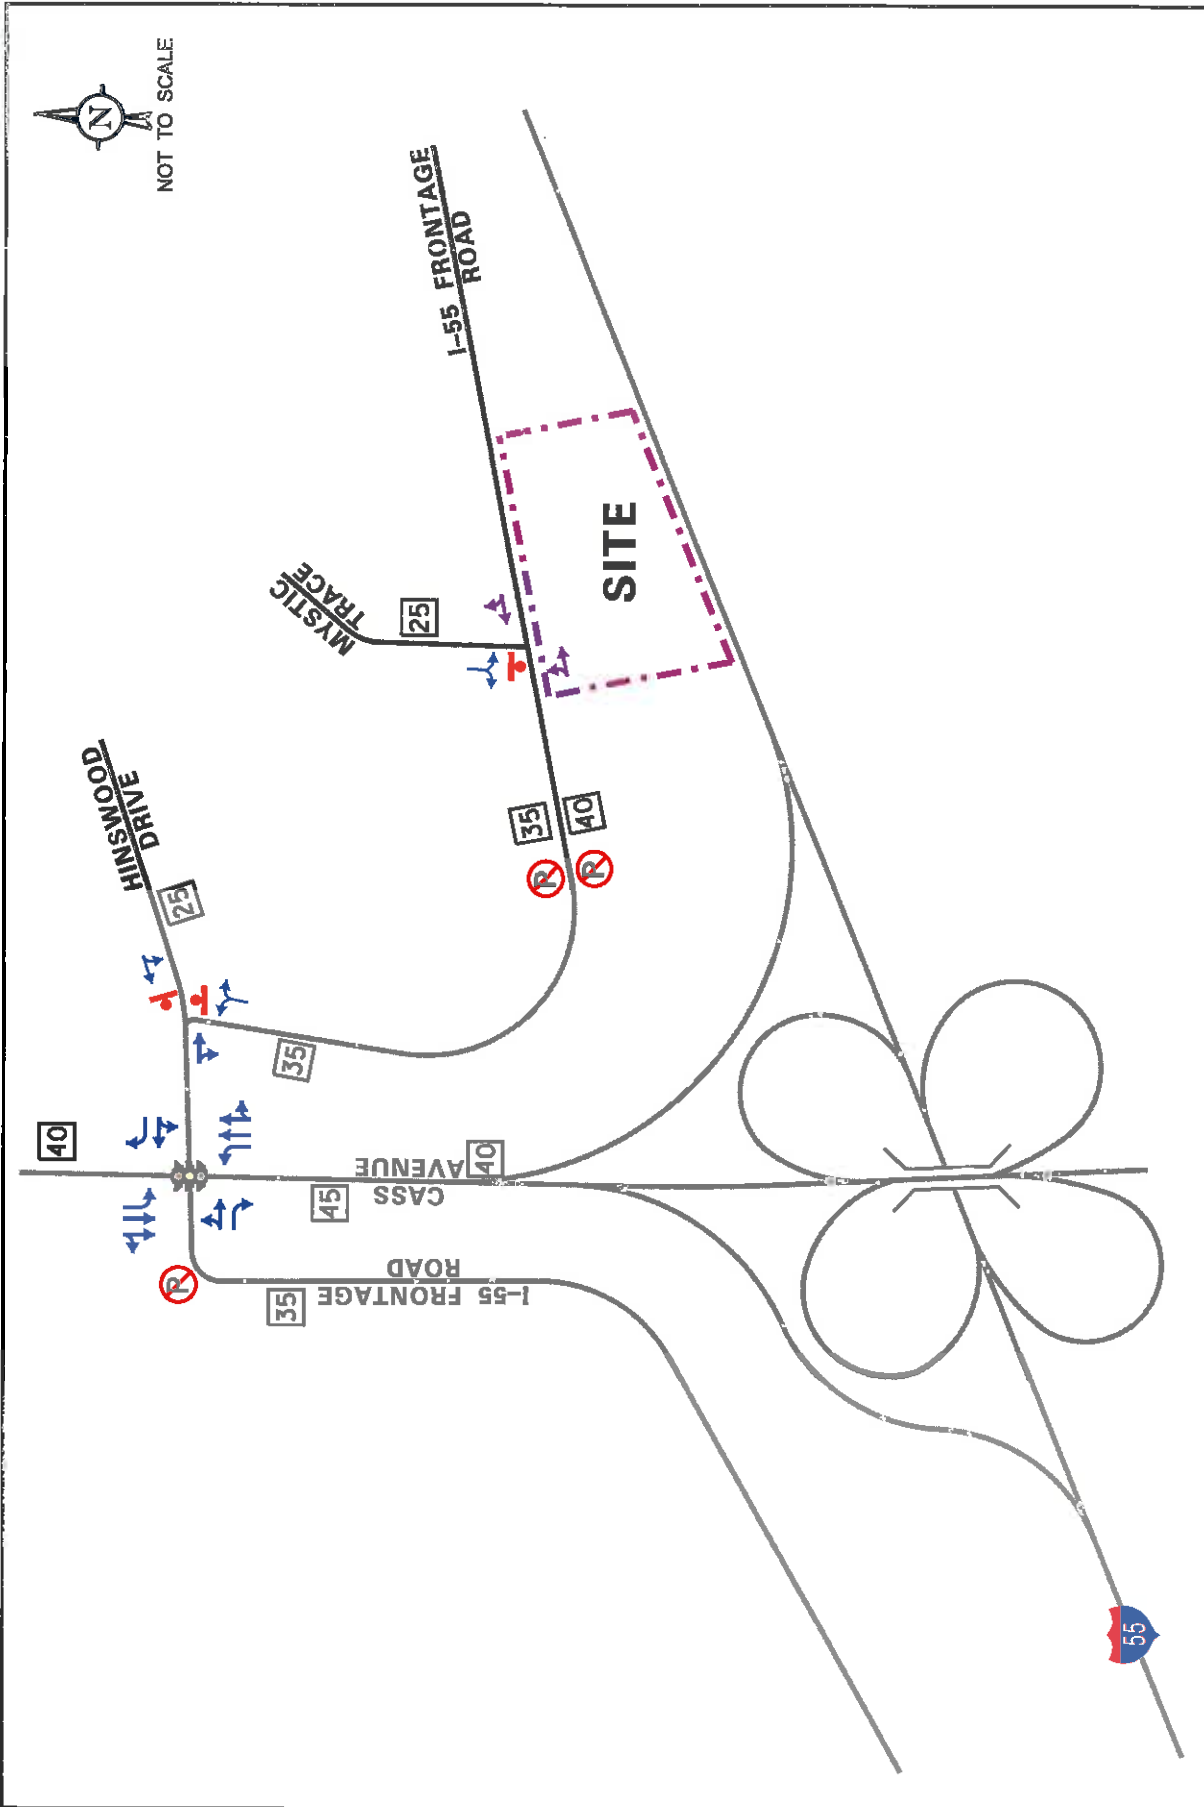 N
NOT TO SCALE
40
HINSWOOD
DRIVE
25
MYSTIC
TRACE
25
I-55 FRONTAGE
ROAD
35
35
40
P
P
SITE
P
35
I-55 FRONTAGE
ROAD
45
CASS
AVENUE
40
55